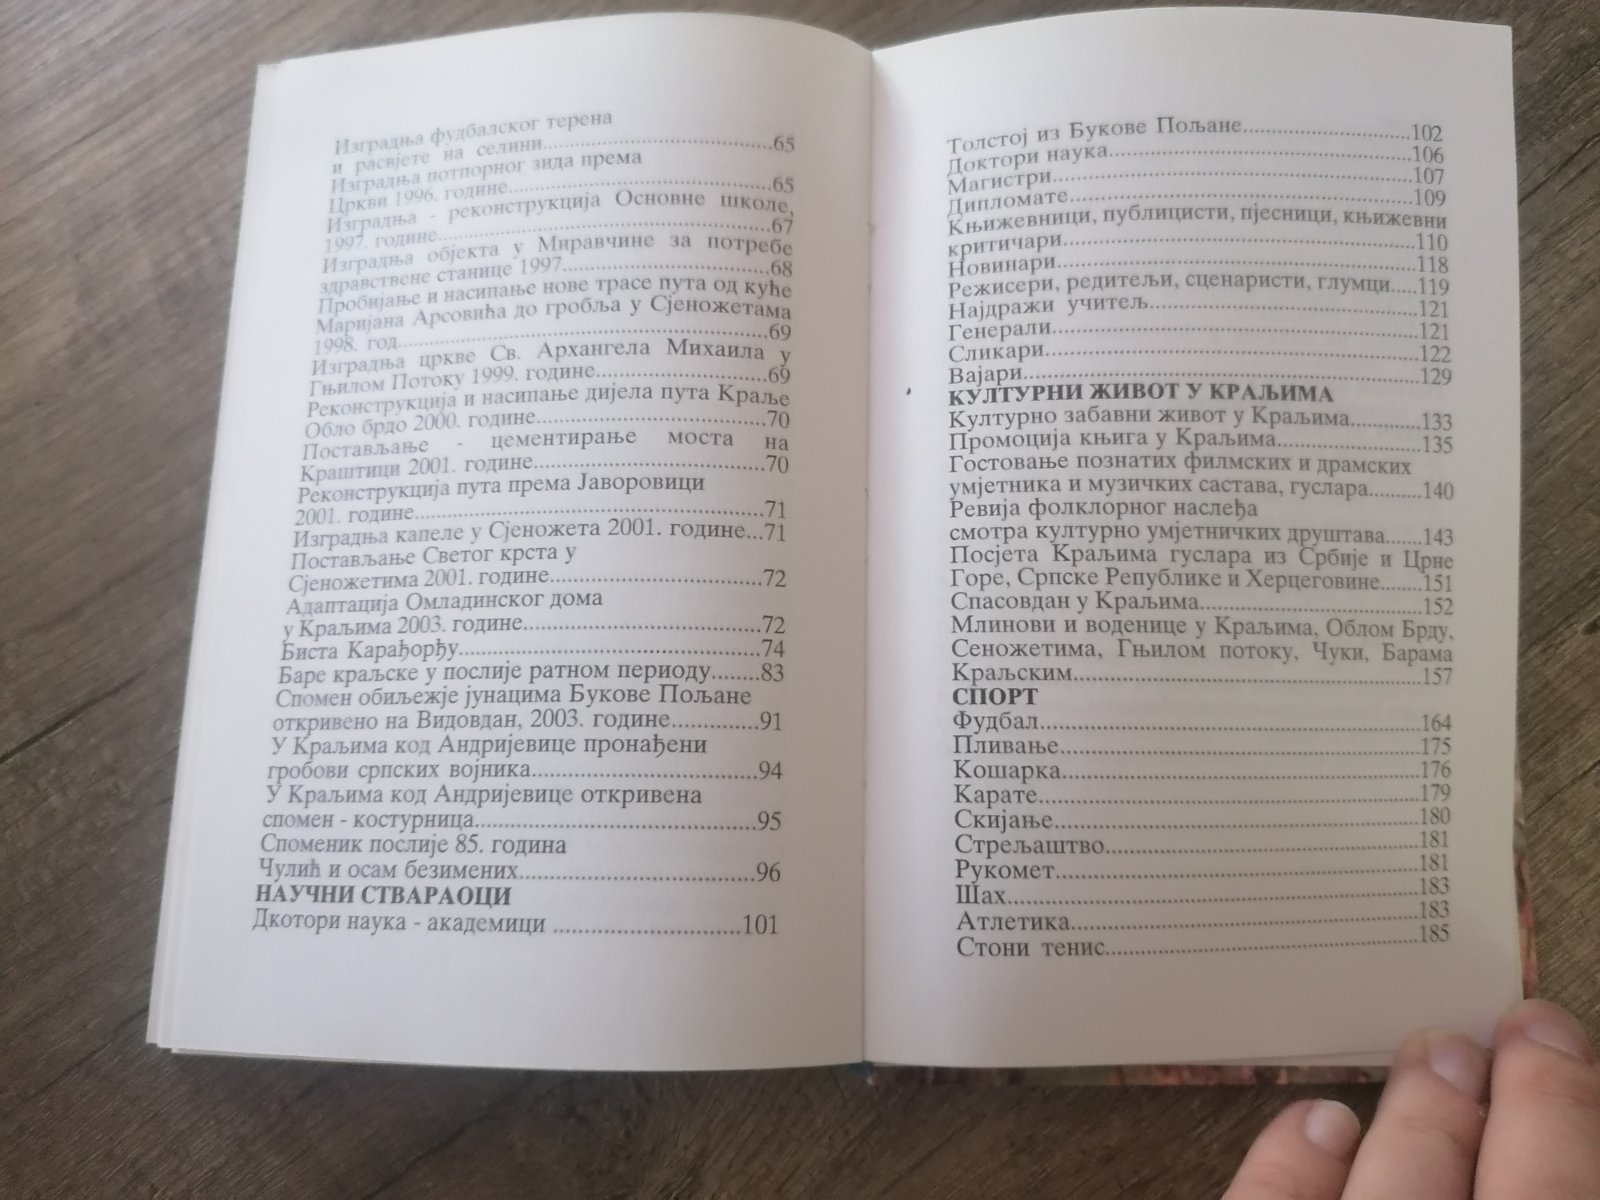 Изградња фудбалског терена
и расвјете на селини......................................65
Изградња потпорног зида према
Цркви 1996. године.......................................65
Изградња - реконструкција Основне школе,
1997. године...................................................67
Изградња објекта у Миравчине за потребе
здравствене станице 1997..............................68
Пробијање и насипање нове трасе пута од куће
Маријана Арсовића до гробља у Сјеножетама
1998. год........................................................69
Изградња цркве Св. Архангела Михаила у
Гњилом Потоку 1999. године.........................69
Реконструкција и насипање дијела пута Краље
Обло брдо 2000. године..................................70
Постављање - цементирање моста на
Краштици 2001. године..................................70
Реконструкција пута према Јаворовици
2001. године...................................................71
Изградња капеле у Сјеножета 2001. године...71
Постављање Светог крста у
Сјеножетима 2001. године..............................72
Адаптација Омладинског дома
у Краљима 2003. године..................................72
Биста Карађорђу............................................74
Баре краљске у послије ратном периоду........83
Спомен обиљежје јунацима Букове Пољане
откривено на Видовдан, 2003. године.............91
У Краљима код Андријевице пронађени
гробови српских војника.................................94
У Краљима код Андријевице откривена
спомен - костурница........................................95
Споменик послије 85. година
Чулић и осам безимених..................................96
НАУЧНИ СТВАРАОЦИ
Дкотори наука - академици ...........................101
Толстој из Букове Пољане.........................102
Доктори наука............................................106
Магистри....................................................107
Дипломате..................................................109
Књижевници, публицисти, пјесници, књижевни
критичари...................................................110
Новинари....................................................118
Режисери, редитељи, сценаристи, глумци.....119
Најдражи учитељ........................................121
Генерали.....................................................121
Сликари......................................................122
Вајари.........................................................129
КУЛТУРНИ ЖИВОТ У КРАЉИМА
Културно забавни живот у Краљима...........133
Промоција књига у Краљима.....................135
Гостовање познатих филмских и драмских
умјетника и музичких састава, гуслара.........140
Ревија фолклорног наслеђа
смотра културно умјетничких друштава.......143
Посјета Краљима гуслара из Србије и Црне
Горе, Српске Републике и Херцеговине.......151
Спасовдан у Краљима................................152
Млинови и воденице у Краљима, Облом Брду,
Сеножетима, Гњилом потоку, Чуки, Барама
Краљским...................................................157
СПОРТ
Фудбал.......................................................164
Пливање.....................................................175
Кошарка.....................................................176
Карате........................................................179
Скијање......................................................180
Стрељаштво...............................................181
Рукомет......................................................181
Шах............................................................183
Атлетика....................................................183
Стони тенис...............................................185